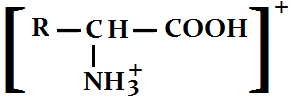 [R – CH – COOH]⁺
NH₃⁺